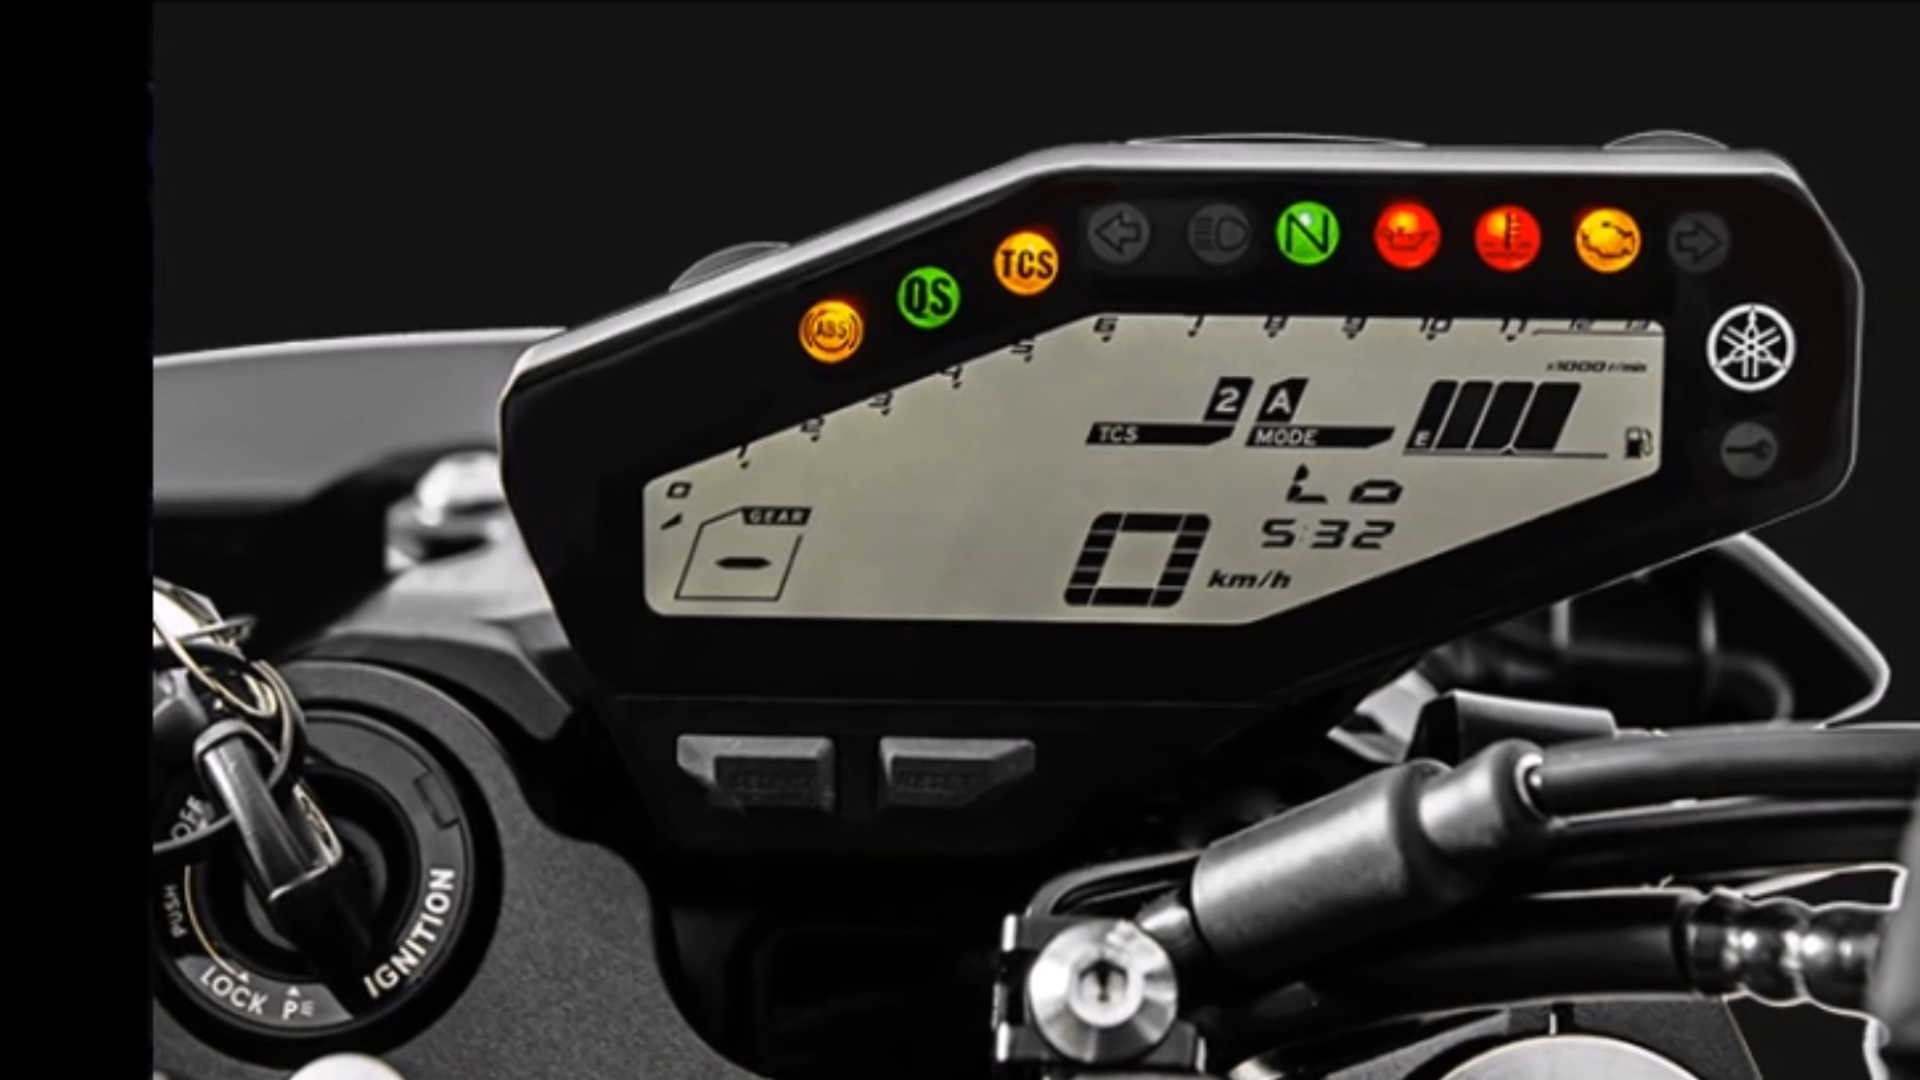 ABS
QS
TCS
N
0 1 2 3 4 5 6 7 8 9 10 11 12 13
x1000 r/min
2 A
TCS MODE
E
Lo
5:32
GEAR
-
0 km/h
RESET
OFF
PUSH
LOCK
IGNITION